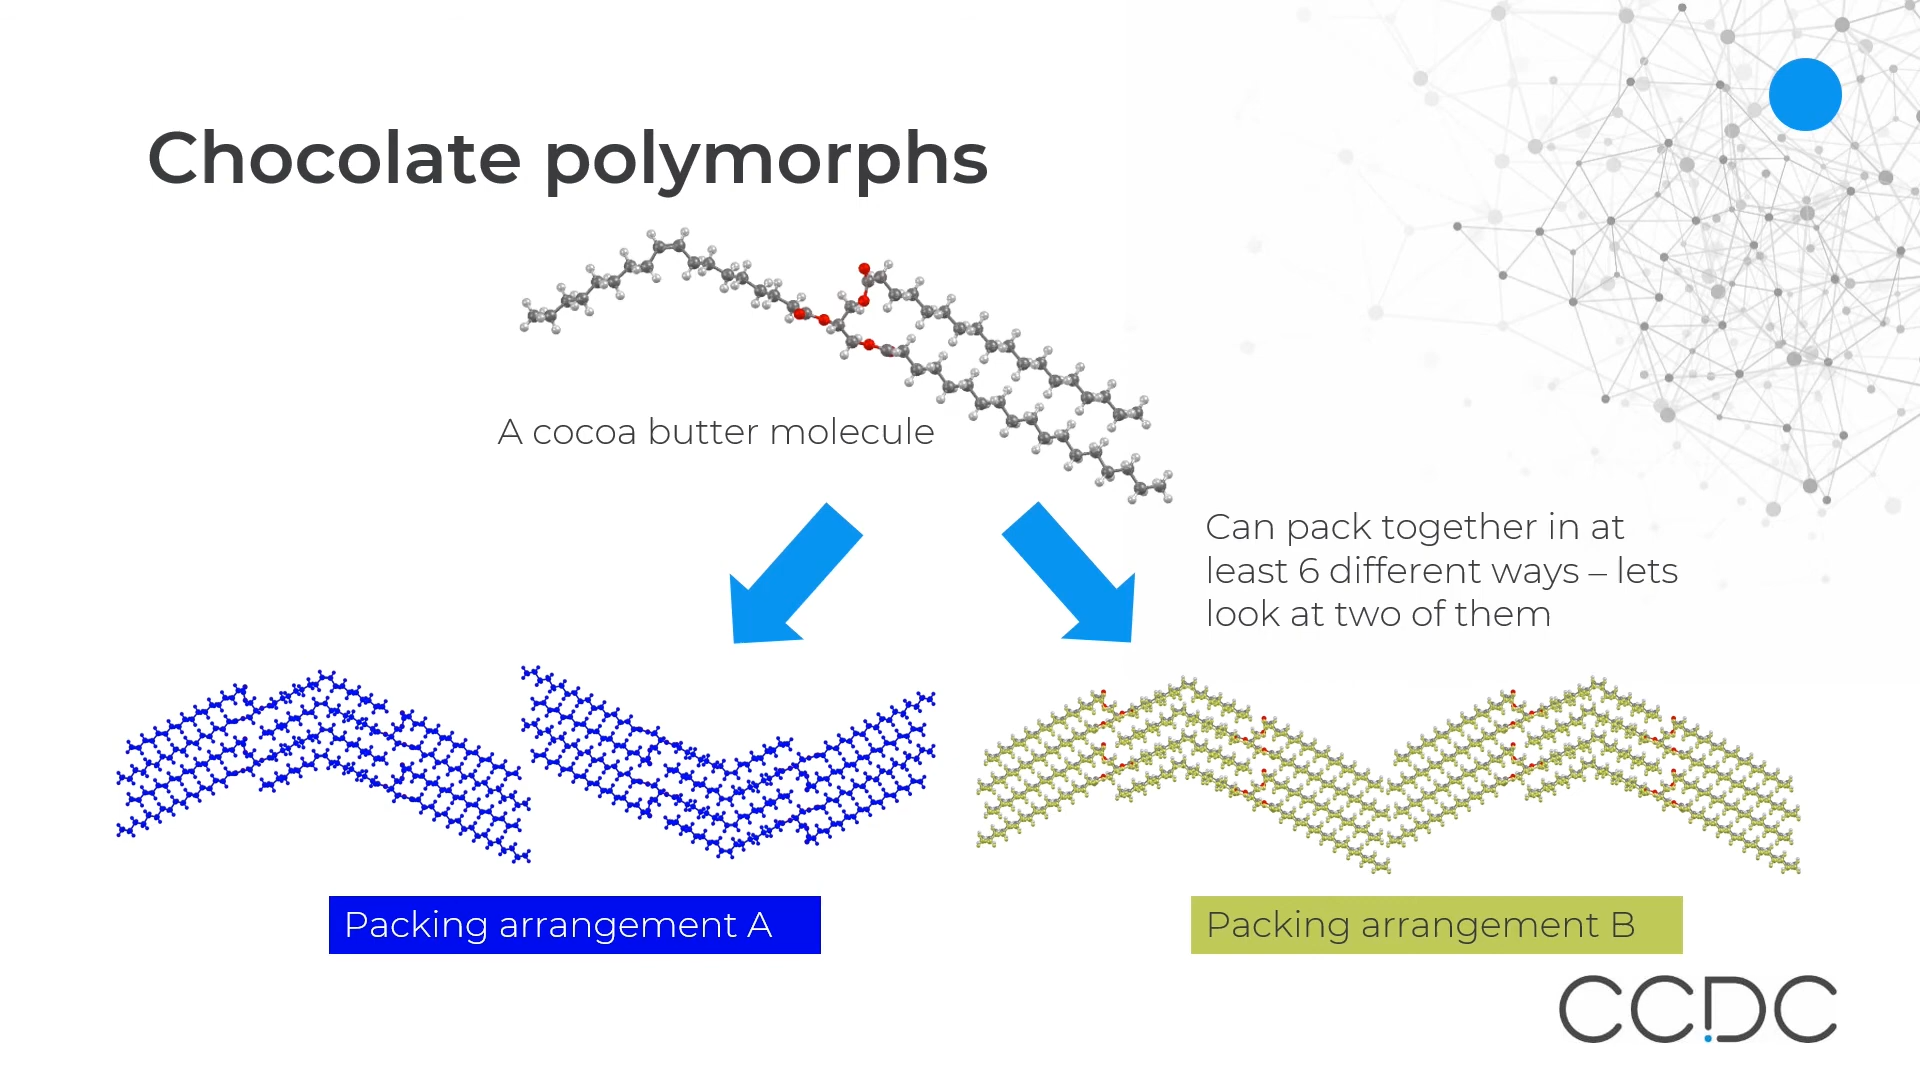 Chocolate polymorphs
A cocoa butter molecule
Can pack together in at
least 6 different ways – lets
look at two of them
Packing arrangement A
Packing arrangement B
CCDC